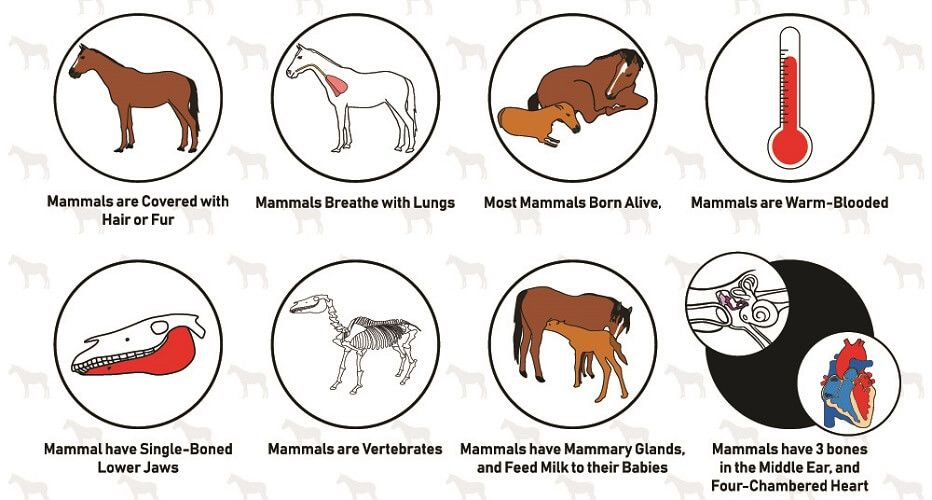 Mammals are Covered with
Hair or Fur
Mammals Breathe with Lungs
Most Mammals Born Alive,
Mammals are Warm-Blooded
Mammal have Single-Boned
Lower Jaws
Mammals are Vertebrates
Mammals have Mammary Glands,
and Feed Milk to their Babies
Mammals have 3 bones
in the Middle Ear, and
Four-Chambered Heart